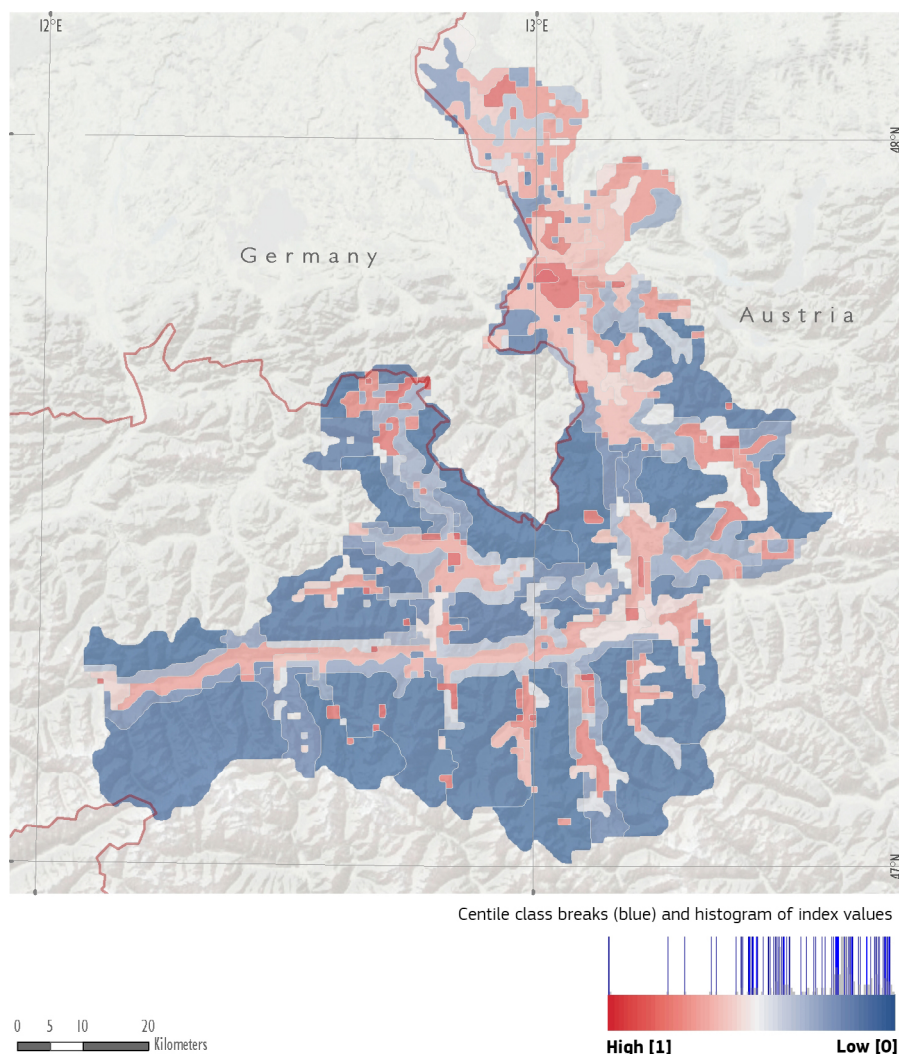 12°E
13°E
48°N
Germany
Austria
47°N
Centile class breaks (blue) and histogram of index values
0 5 10 20
Kilometers
High [1] Low [0]